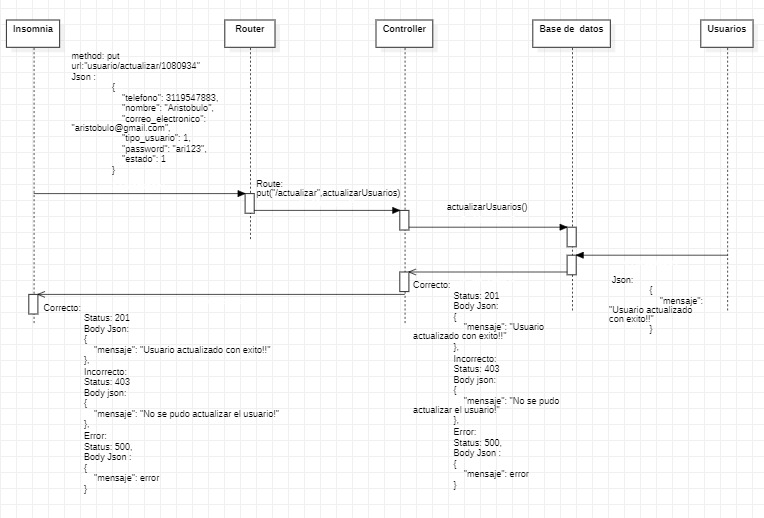 Insomnia
Router
Controller
Base de datos
Usuarios
method: put
url:"usuario/actualizar/1080934"
Json :
{
"telefono": 3119547883,
"nombre": "Aristobulo",
"correo_electronico":
"aristobulo@gmail.com",
"tipo_usuario": 1,
"password": "ari123",
"estado": 1
}
Route:
put("/actualizar",actualizarUsuarios)
actualizarUsuarios()
Json:
{
"mensaje":
"Usuario actualizado
con exito!!"
}
Correcto:
Status: 201
Body Json:
{
"mensaje": "Usuario
actualizado con exito!!"
},
Incorrecto:
Status: 403
Body json:
{
"mensaje": "No se pudo
actualizar el usuario!"
},
Error:
Status: 500,
Body Json :
{
"mensaje": error
}
Correcto:
Status: 201
Body Json:
{
"mensaje": "Usuario actualizado con exito!!"
},
Incorrecto:
Status: 403
Body json:
{
"mensaje": "No se pudo actualizar el usuario!"
},
Error:
Status: 500,
Body Json :
{
"mensaje": error
}